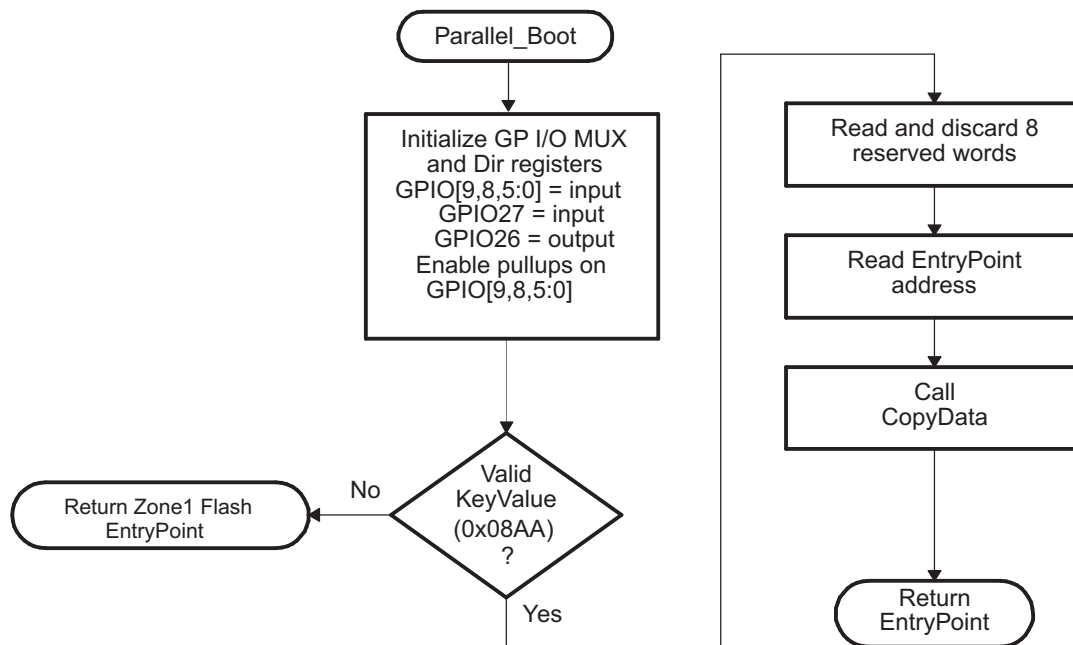 Parallel_Boot
Initialize GP I/O MUX
and Dir registers
GPIO[9,8,5:0] = input
GPIO27 = input
GPIO26 = output
Enable pullups on
GPIO[9,8,5:0]
Valid
KeyValue
(0x08AA)
?
No
Return Zone1 Flash
EntryPoint
Yes
Read and discard 8
reserved words
Read EntryPoint
address
Call
CopyData
Return
EntryPoint